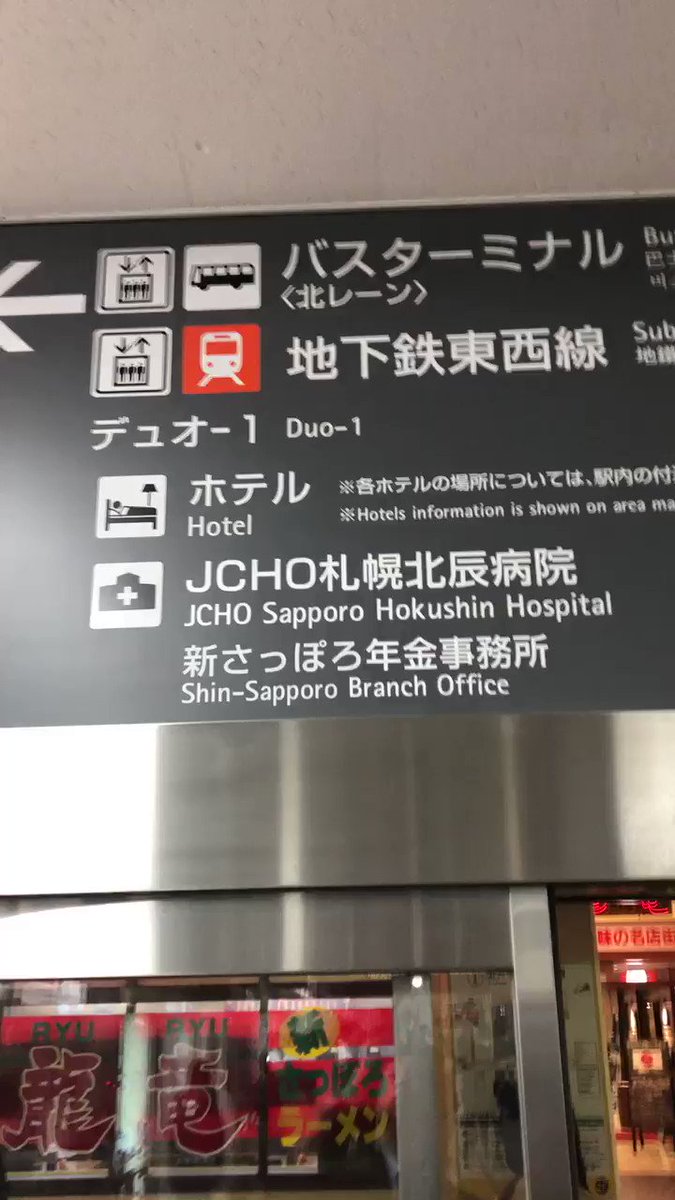 バスターミナル
〈北レーン〉
地下鉄東西線
Sub
地鐵
デュオー1 Duo-1
ホテル ※各ホテルの場所については、駅内の付
Hotel ※Hotels information is shown on area ma
JCHO札幌北辰病院
JCHO Sapporo Hokushin Hospital
新さっぽろ年金事務所
Shin-Sapporo Branch Office
味の名店街
RYU RYU
龍 竜
さっぽろ
ラーメン